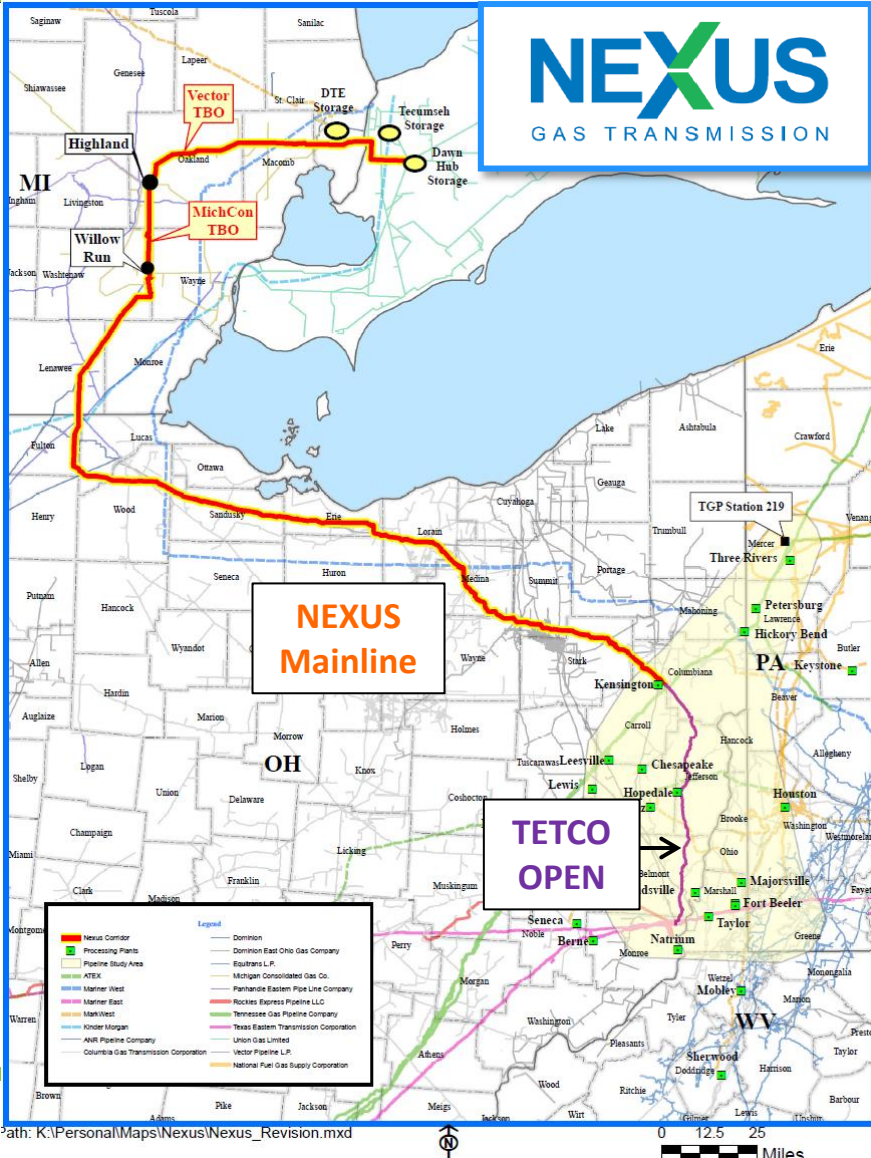 NEXUS
GAS TRANSMISSION
Saginaw
Tuscola
Sanilac
Genesee
Lapeer
Shiawassee
St. Clair
DTE
Storage
Vector
TBO
Tecumseh
Storage
Highland
Oakland
Macomb
Dawn
Hub
Storage
MI
Ingham
Livingston
MichCon
TBO
Willow
Run
Jackson
Washtenaw
Wayne
Lenawee
Monroe
Erie
Fulton
Lucas
Lake
Ashtabula
Crawford
Ottawa
Geauga
Henry
Wood
Sandusky
Erie
Lorain
Cuyahoga
Trumbull
TGP Station 219
Venang
Mercer
Three Rivers
Seneca
Huron
Medina
Summit
Portage
Putnam
Hancock
Mahoning
Petersburg
Lawrence
Hickory Bend
NEXUS
Mainline
Wyandot
Wayne
Stark
Columbiana
PA
Keystone
Butler
Allen
Kensington
Beaver
Hardin
Carroll
Auglaize
Marion
Morrow
Holmes
Hancock
Allegheny
OH
Tuscarawas
Leesville
Chesapeake
Jefferson
Shelby
Logan
Knox
Lewis
Hopedale
Houston
Union
Delaware
Coshocton
z
Brooke
Washington
Westmorelan
Champaign
Licking
TETCO
OPEN
Ohio
Miami
Belmont
Majorsville
Clark
Franklin
Muskingum
dsville
Marshall
Fort Beeler
Fayet
Madison
Taylor
Montgom
Seneca
Noble
Greene
Perry
Berne
Natrium
Monroe
Legend
Nexus Corridor
Processing Plants
Pipeline Study Area
ATEX
Mariner West
Mariner East
MarkWest
Kinder Morgan
ANR Pipeline Company
Columbia Gas Transmission Corporation
Dominion
Dominion East Ohio Gas Company
Equitrans L.P.
Michigan Consolidated Gas Co.
Panhandle Eastern Pipe Line Company
Rockies Express Pipeline LLC
Tennessee Gas Pipeline Company
Texas Eastern Transmission Corporation
Union Gas Limited
Vector Pipeline L.P.
National Fuel Gas Supply Corporation
Morgan
Wetzel
Mobley
Monongalia
Marion
Warren
Washington
Tyler
WV
Prest
Pleasants
Taylor
Athens
Sherwood
Doddridge
Harrison
Wood
Ritchie
Barbour
Brown
Adams
Pike
Jackson
Meigs
Jackson
Wirt
Gilmer
Lewis
Upshur
Path: K:\Personal\Maps\Nexus\Nexus_Revision.mxd
N
0 12.5 25
Miles